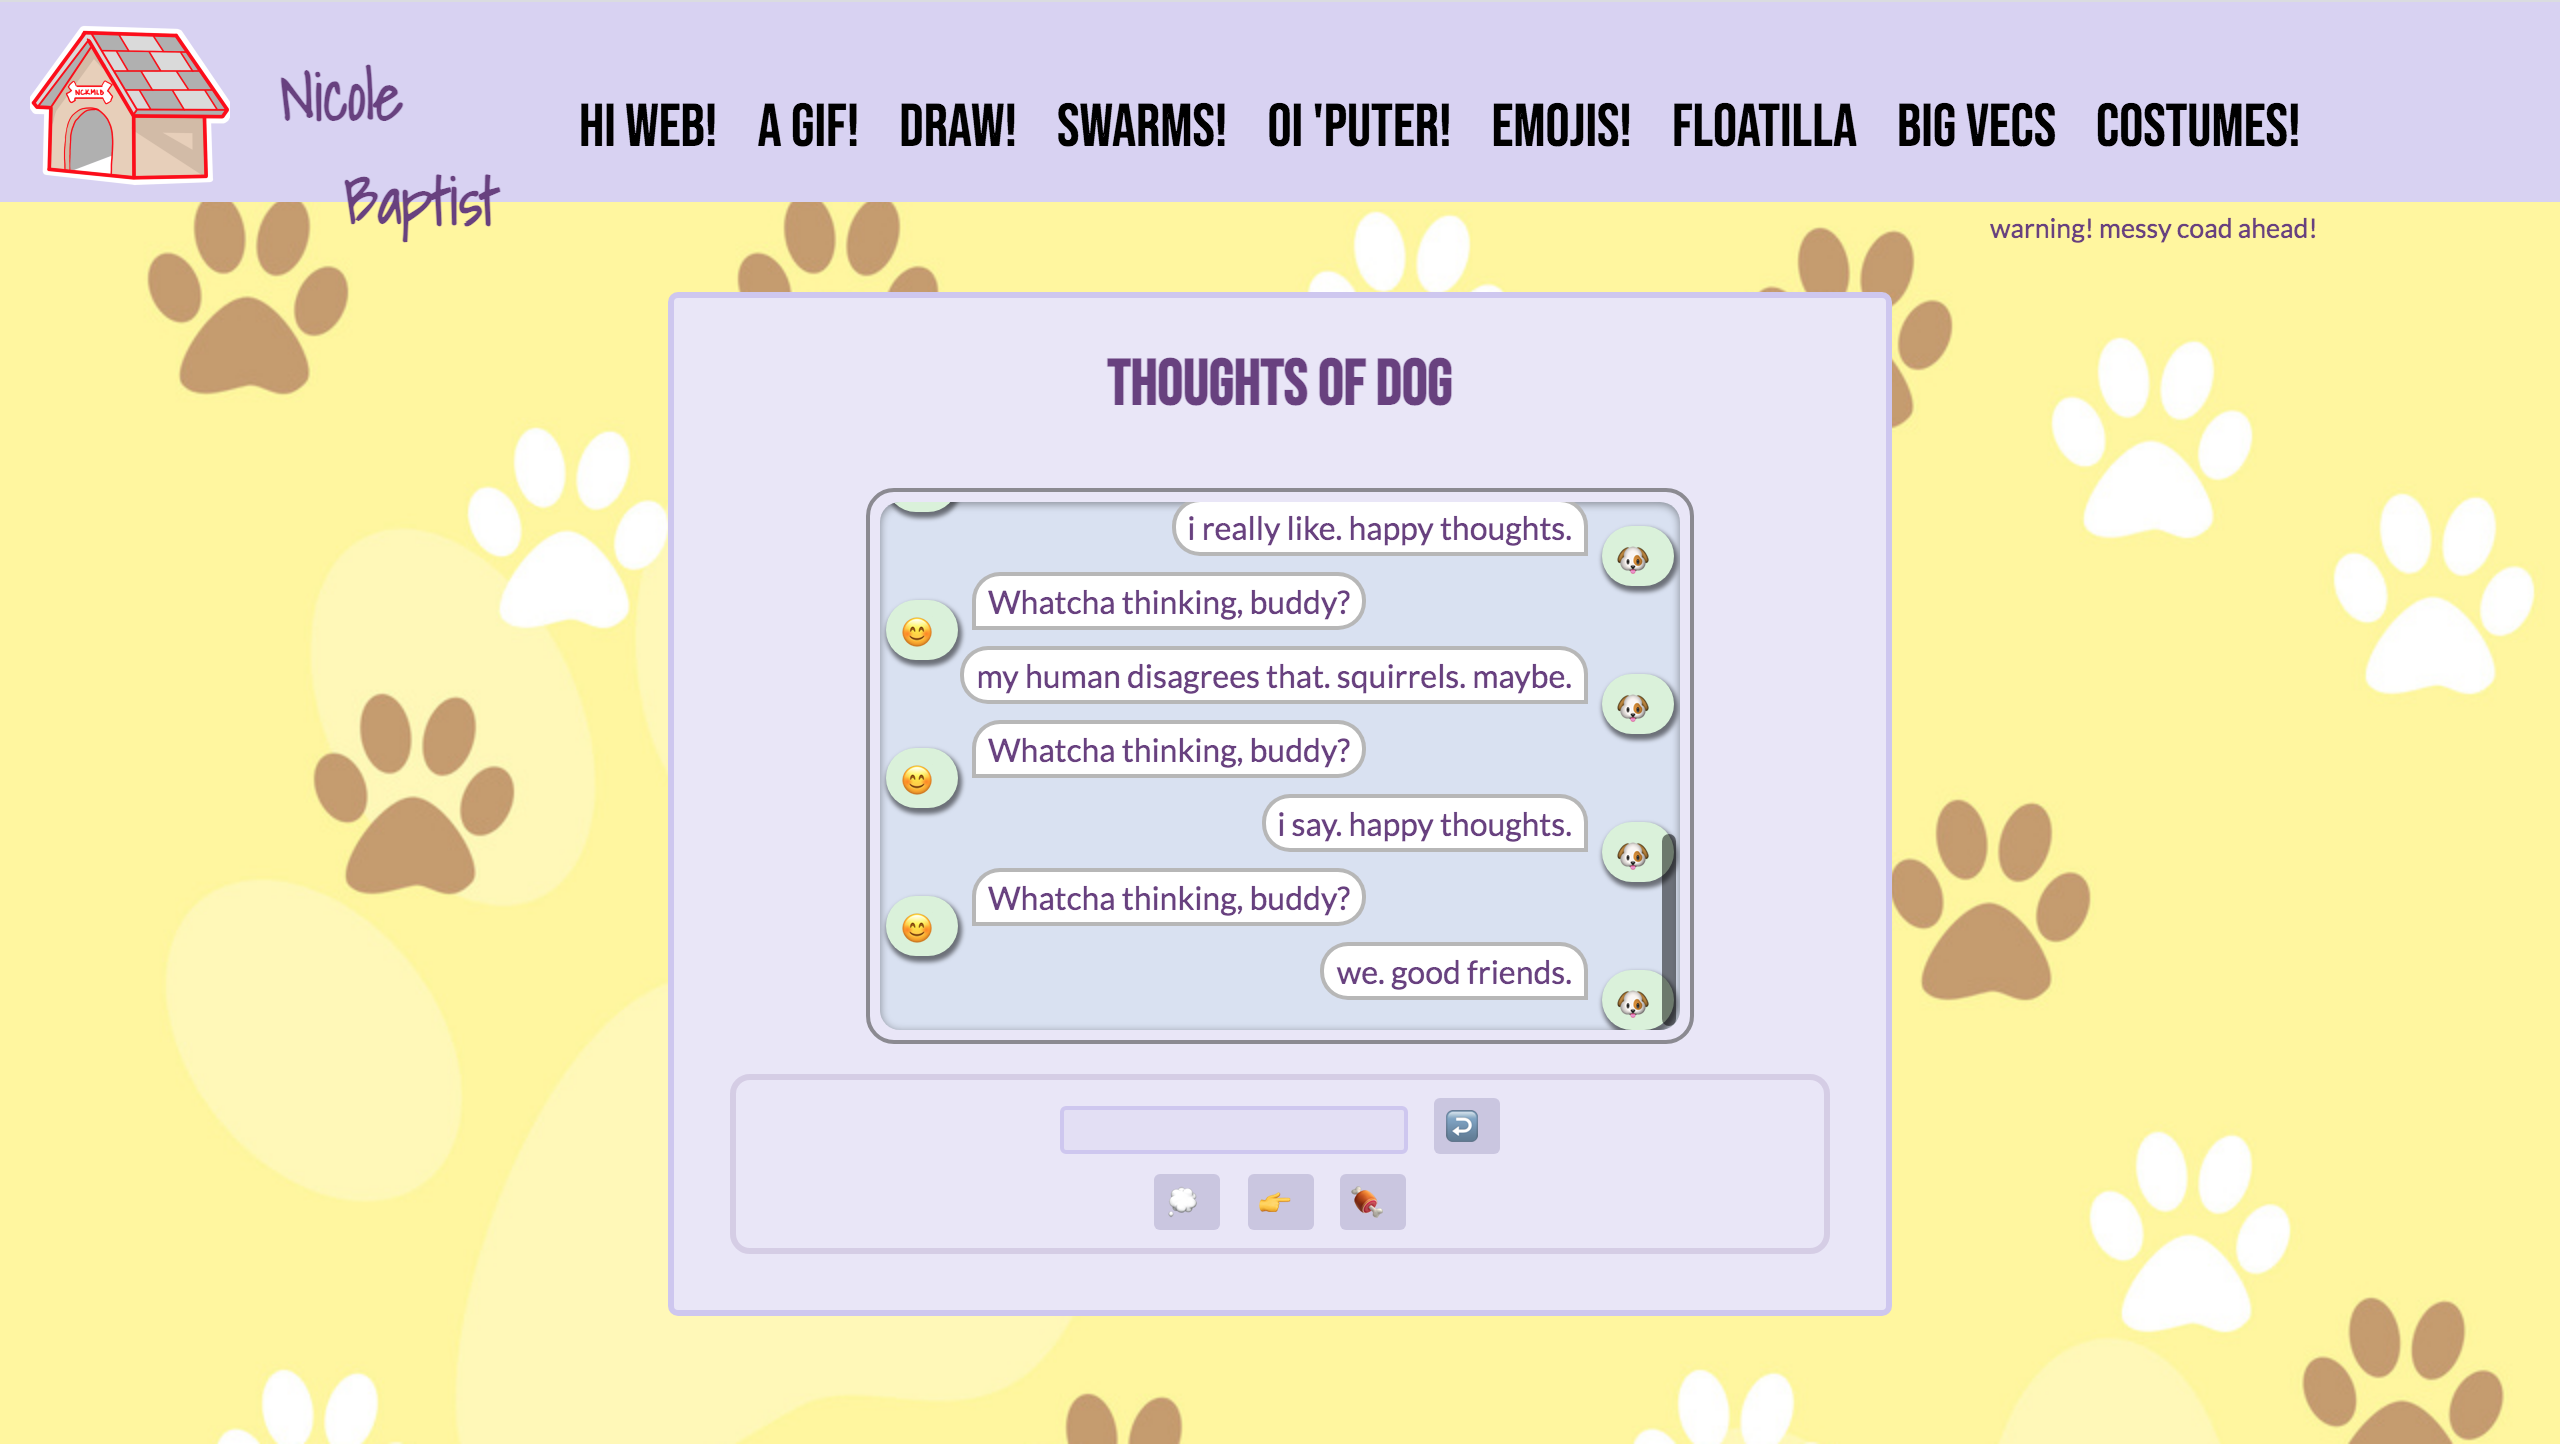 NCKMLB
Nicole
Baptist
HI WEB! A GIF! DRAW! SWARMS! OI 'PUTER! EMOJIS! FLOATILLA BIG VECS COSTUMES!
warning! messy coad ahead!
THOUGHTS OF DOG
i really like. happy thoughts.
Whatcha thinking, buddy?
my human disagrees that. squirrels. maybe.
Whatcha thinking, buddy?
i say. happy thoughts.
Whatcha thinking, buddy?
we. good friends.